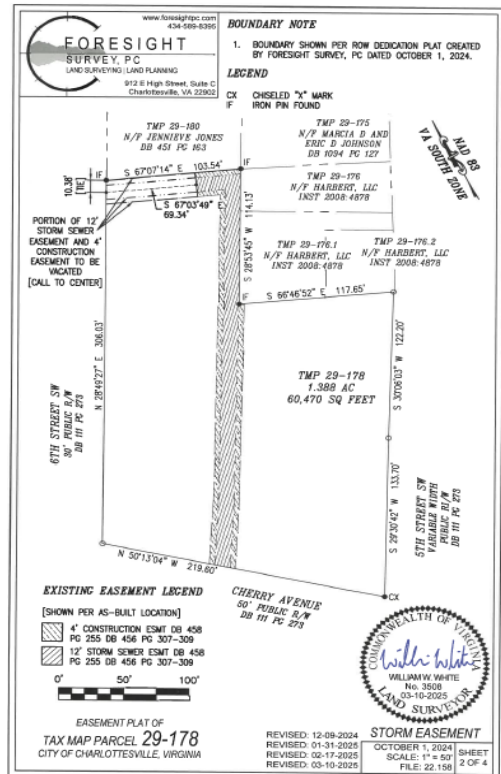 www.foresightpc.com
434-589-8395
FORESIGHT
SURVEY, PC
LAND SURVEYING | LAND PLANNING
912 E High Street, Suite C
Charlottesville, VA 22902
BOUNDARY NOTE
1. BOUNDARY SHOWN PER ROW DEDICATION PLAT CREATED
BY FORESIGHT SURVEY, PC DATED OCTOBER 1, 2024.
LEGEND
CX CHISELED "X" MARK
IF IRON PIN FOUND
NAD 83
VA SOUTH ZONE
TMP 29-180
N/F JENNIEVE JONES
DB 451 PG 163
TMP 29-175
N/F MARCIA D AND
ERIC D JOHNSON
DB 1094 PG 127
TMP 29-176
N/F HARBERT, LLC
INST 2008:4878
IF
S 67°07'14" E 103.54'
IF
10.38'
[TIE]
S 67°03'49" E
69.34'
PORTION OF 12'
STORM SEWER
EASEMENT AND 4'
CONSTRUCTION
EASEMENT TO BE
VACATED
[CALL TO CENTER]
S 28°53'45" W 114.13'
TMP 29-176.1
N/F HARBERT, LLC
INST 2008:4878
TMP 29-176.2
N/F HARBERT, LLC
INST 2008:4878
IF
S 66°46'52" E 117.65'
TMP 29-178
1.388 AC
60,470 SQ FEET
N 28°49'27" E 306.03'
6TH STREET SW
30' PUBLIC R/W
DB 111 PG 273
S 30°06'03" W 122.20'
S 29°30'42" W 133.70'
5TH STREET SW
VARIABLE WIDTH
PUBLIC R/W
DB 111 PG 273
N 50°13'04" W 219.60'
CHERRY AVENUE
50' PUBLIC R/W
DB 111 PG 273
CX
EXISTING EASEMENT LEGEND
[SHOWN PER AS-BUILT LOCATION]
4' CONSTRUCTION ESMT DB 458
PG 255 DB 456 PG 307-309
12' STORM SEWER ESMT DB 458
PG 255 DB 456 PG 307-309
0' 50' 100'
COMMONWEALTH OF VIRGINIA
William White
WILLIAM W. WHITE
No. 3508
03-10-2025
LAND SURVEYOR
EASEMENT PLAT OF
TAX MAP PARCEL 29-178
CITY OF CHARLOTTESVILLE, VIRGINIA
REVISED: 12-09-2024
REVISED: 01-31-2025
REVISED: 02-17-2025
REVISED: 03-10-2025
STORM EASEMENT
OCTOBER 1, 2024
SCALE: 1" = 50'
FILE: 22.158
SHEET
2 OF 4